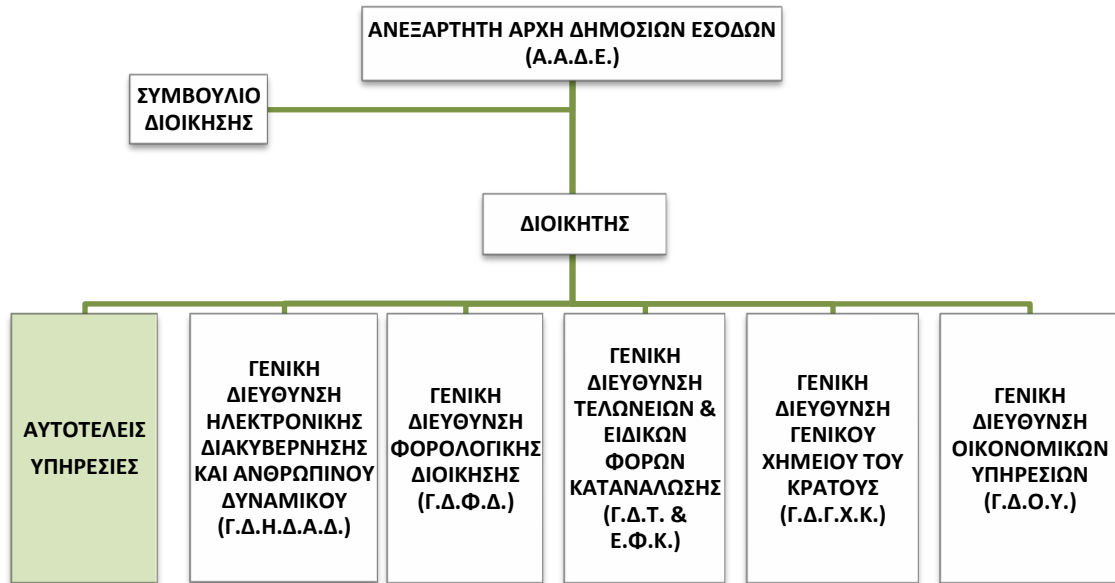 ΑΝΕΞΑΡΤΗΤΗ ΑΡΧΗ ΔΗΜΟΣΙΩΝ ΕΣΟΔΩΝ
(Α.Α.Δ.Ε.)
ΣΥΜΒΟΥΛΙΟ
ΔΙΟΙΚΗΣΗΣ
ΔΙΟΙΚΗΤΗΣ
ΑΥΤΟΤΕΛΕΙΣ
ΥΠΗΡΕΣΙΕΣ
ΓΕΝΙΚΗ
ΔΙΕΥΘΥΝΣΗ
ΗΛΕΚΤΡΟΝΙΚΗΣ
ΔΙΑΚΥΒΕΡΝΗΣΗΣ
ΚΑΙ ΑΝΘΡΩΠΙΝΟΥ
ΔΥΝΑΜΙΚΟΥ
(Γ.Δ.Η.Δ.Α.Δ.)
ΓΕΝΙΚΗ
ΔΙΕΥΘΥΝΣΗ
ΦΟΡΟΛΟΓΙΚΗΣ
ΔΙΟΙΚΗΣΗΣ
(Γ.Δ.Φ.Δ.)
ΓΕΝΙΚΗ
ΔΙΕΥΘΥΝΣΗ
ΤΕΛΩΝΕΙΩΝ &
ΕΙΔΙΚΩΝ
ΦΟΡΩΝ
ΚΑΤΑΝΑΛΩΣΗΣ
(Γ.Δ.Τ. &
Ε.Φ.Κ.)
ΓΕΝΙΚΗ
ΔΙΕΥΘΥΝΣΗ
ΓΕΝΙΚΟΥ
ΧΗΜΕΙΟΥ ΤΟΥ
ΚΡΑΤΟΥΣ
(Γ.Δ.Γ.Χ.Κ.)
ΓΕΝΙΚΗ
ΔΙΕΥΘΥΝΣΗ
ΟΙΚΟΝΟΜΙΚΩΝ
ΥΠΗΡΕΣΙΩΝ
(Γ.Δ.Ο.Υ.)